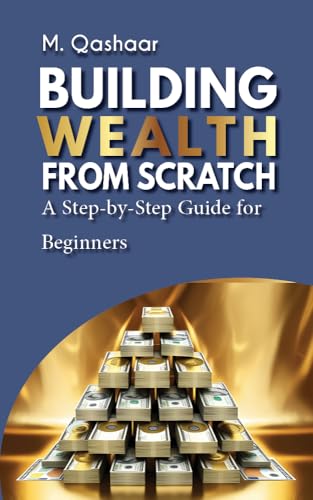 M. Qashaar
BUILDING
WEALTH
FROM SCRATCH
A Step-by-Step Guide for
Beginners